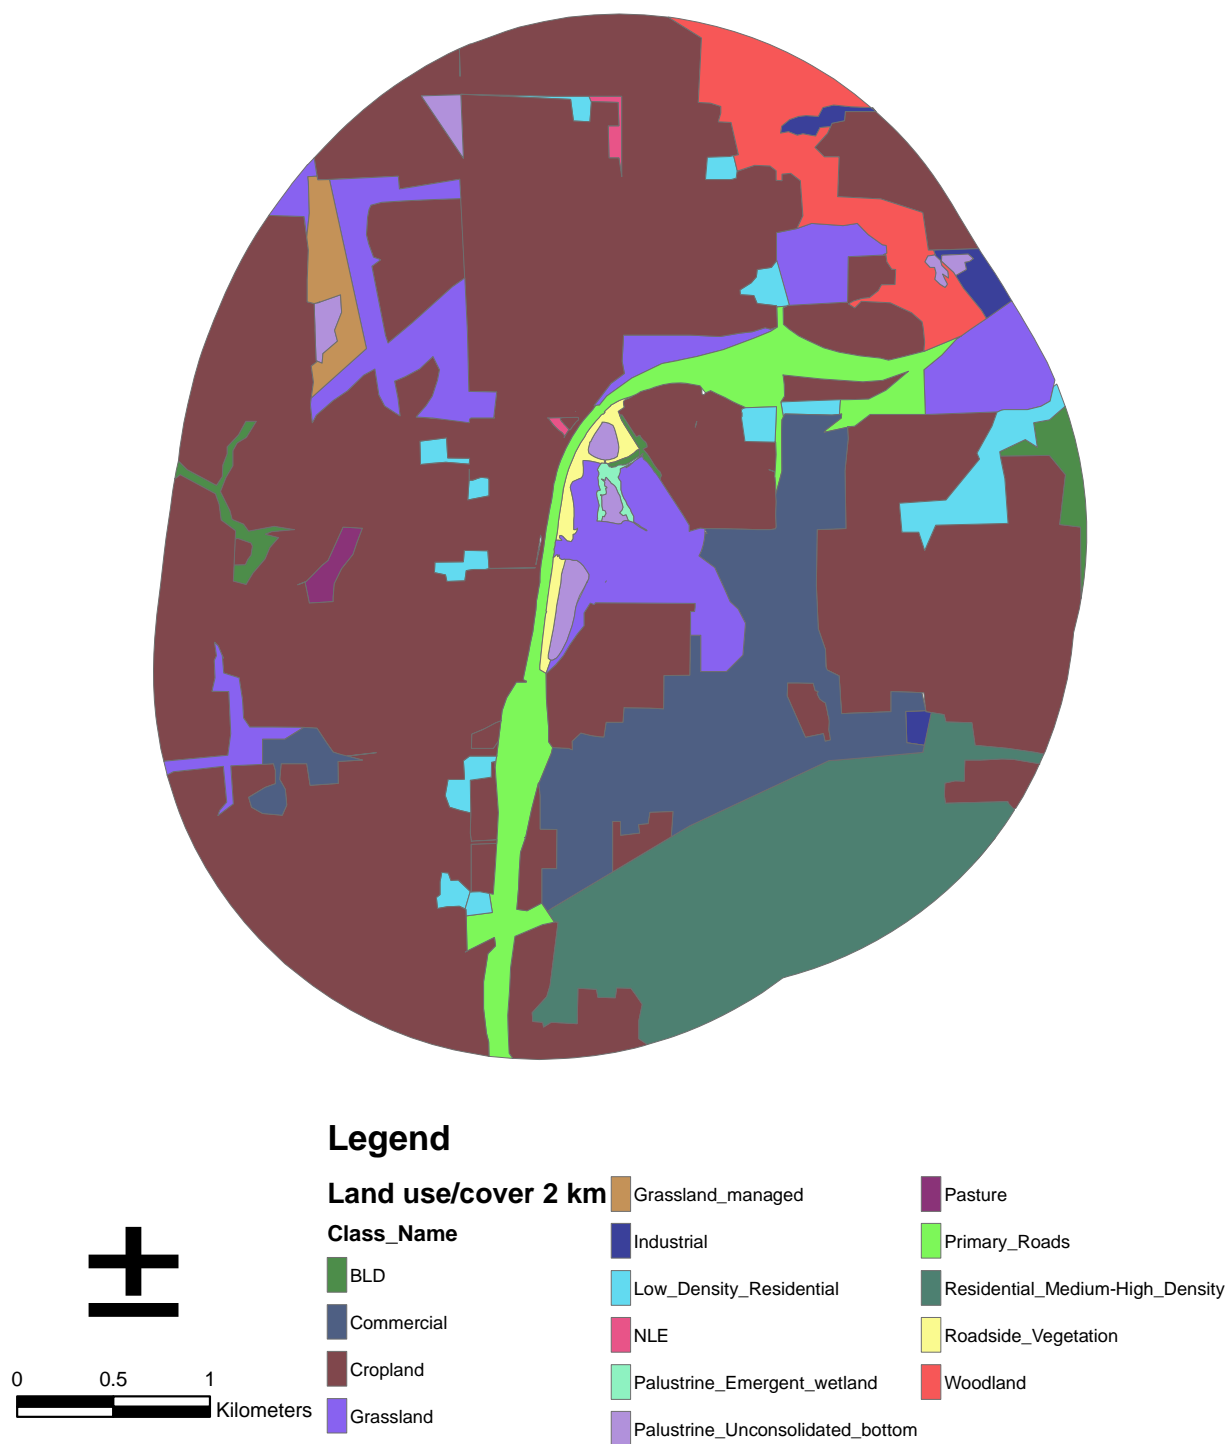 Legend
Land use/cover 2 km
Class_Name
BLD
Commercial
Cropland
Grassland
Grassland_managed
Industrial
Low_Density_Residential
NLE
Palustrine_Emergent_wetland
Palustrine_Unconsolidated_bottom
Pasture
Primary_Roads
Residential_Medium-High_Density
Roadside_Vegetation
Woodland
0 0.5 1
Kilometers